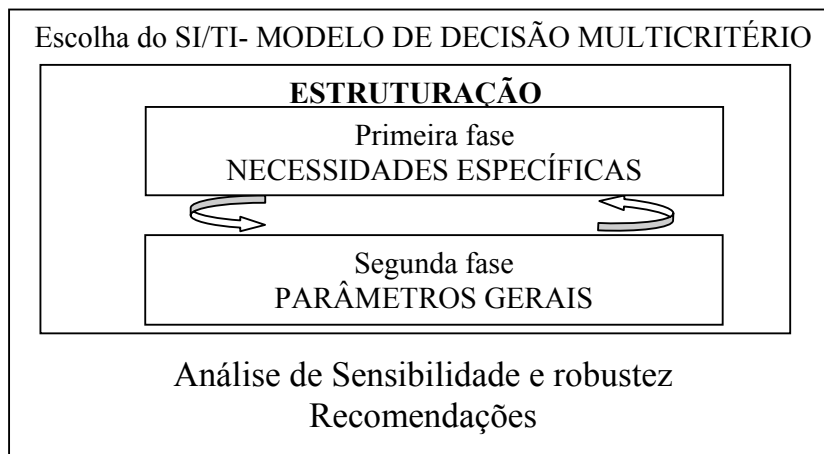 Escolha do SI/TI- MODELO DE DECISÃO MULTICRITÉRIO
ESTRUTURAÇÃO
Primeira fase
NECESSIDADES ESPECÍFICAS
Segunda fase
PARÂMETROS GERAIS
Análise de Sensibilidade e robustez
Recomendações